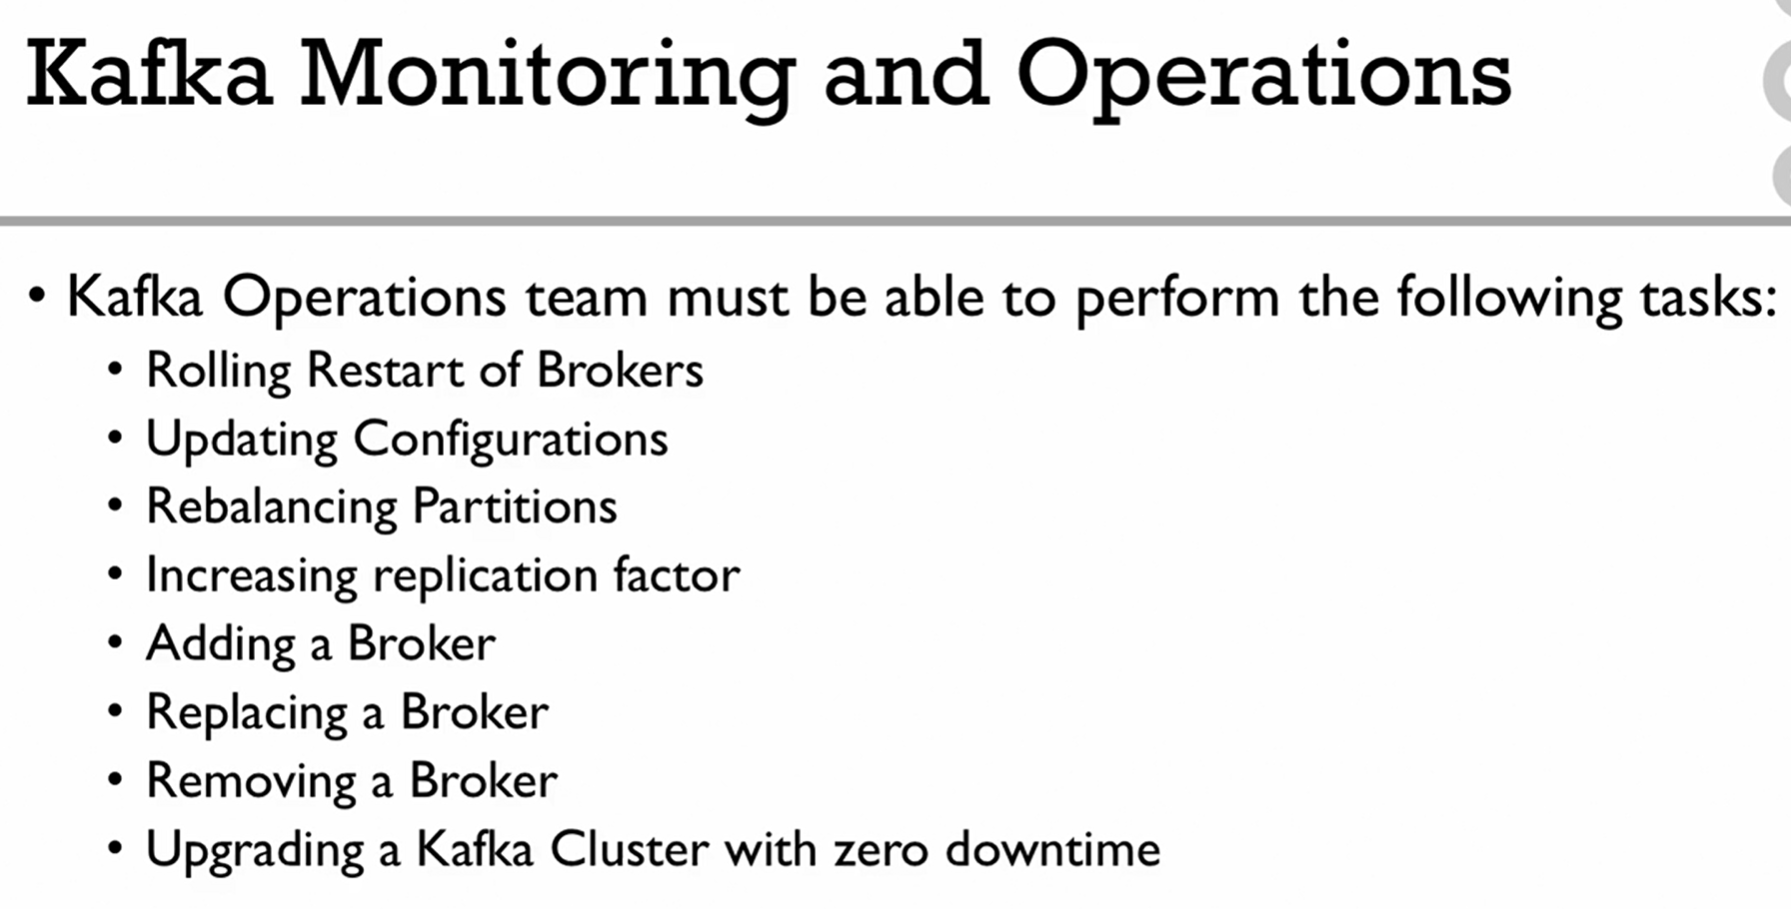 Kafka Monitoring and Operations
• Kafka Operations team must be able to perform the following tasks:
• Rolling Restart of Brokers
• Updating Configurations
• Rebalancing Partitions
• Increasing replication factor
• Adding a Broker
• Replacing a Broker
• Removing a Broker
• Upgrading a Kafka Cluster with zero downtime